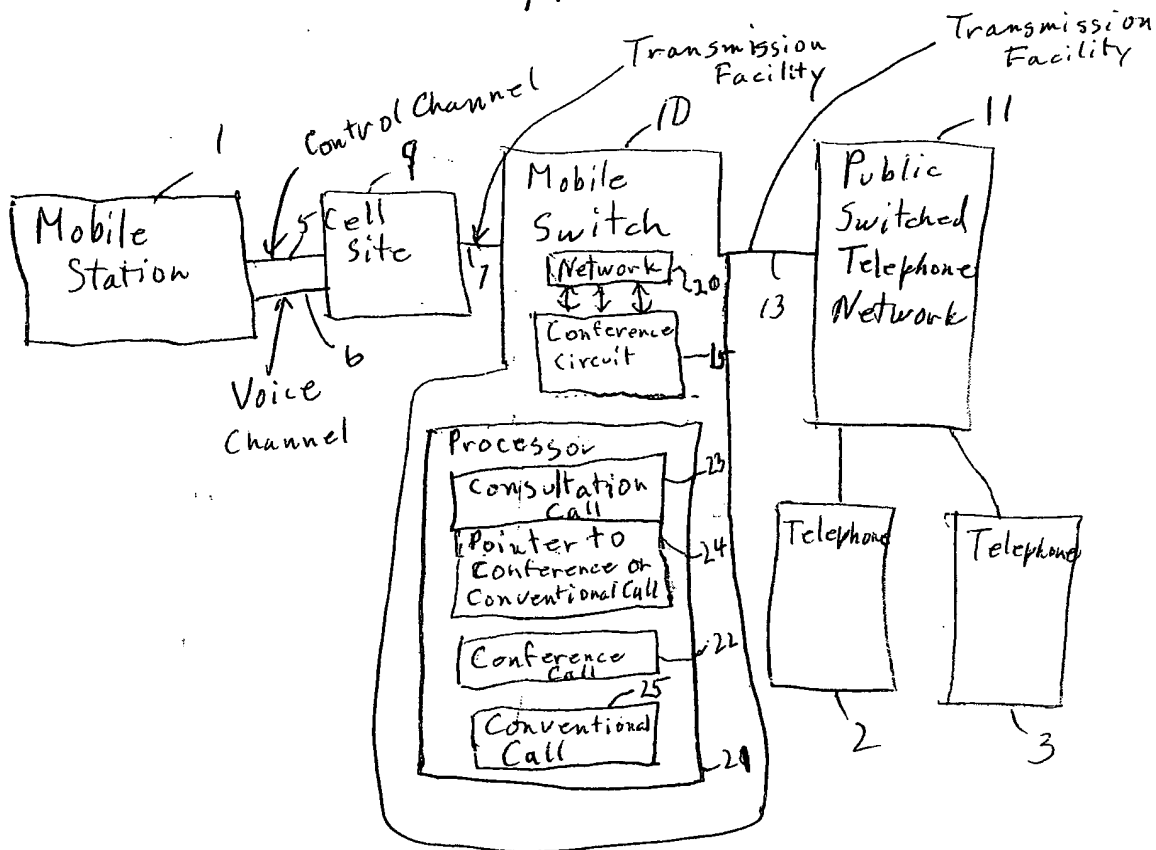 Transmission
Facility
Transmission
Facility
Control Channel
1
9
10
11
Mobile
Station
5
Cell
Site
7
Mobile
Switch
Network
20
Conference
Circuit
15
13
Public
Switched
Telephone
Network
6
Voice
Channel
Processor
Consultation
Call
23
Pointer to
Conference or
Conventional Call
24
Conference
Call
22
25
Conventional
Call
21
Telephone
Telephone
2
3